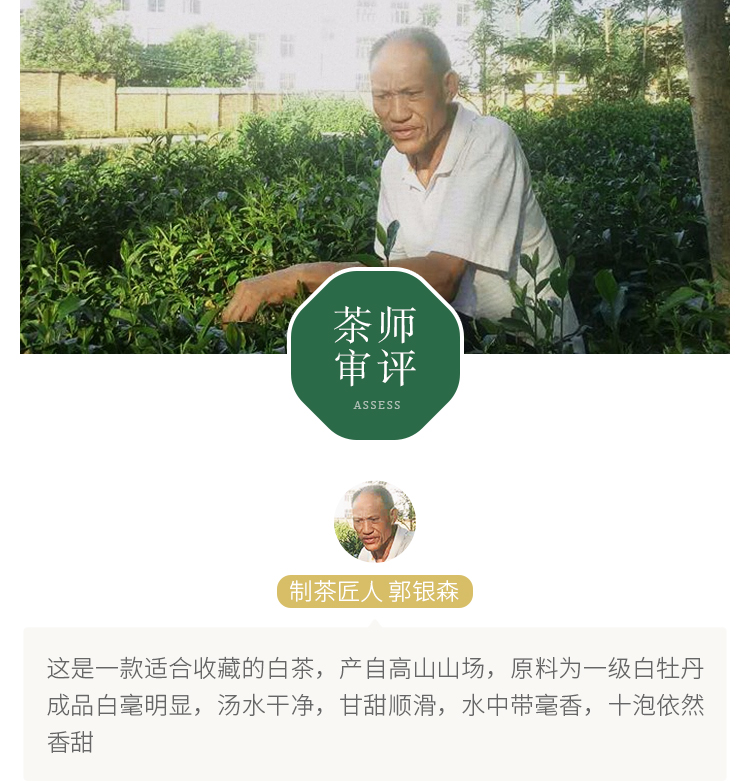 茶师
审评
ASSESS
制茶匠人 郭银森
这是一款适合收藏的白茶，产自高山山场，原料为一级白牡丹
成品白毫明显，汤水干净，甘甜顺滑，水中带毫香，十泡依然
香甜